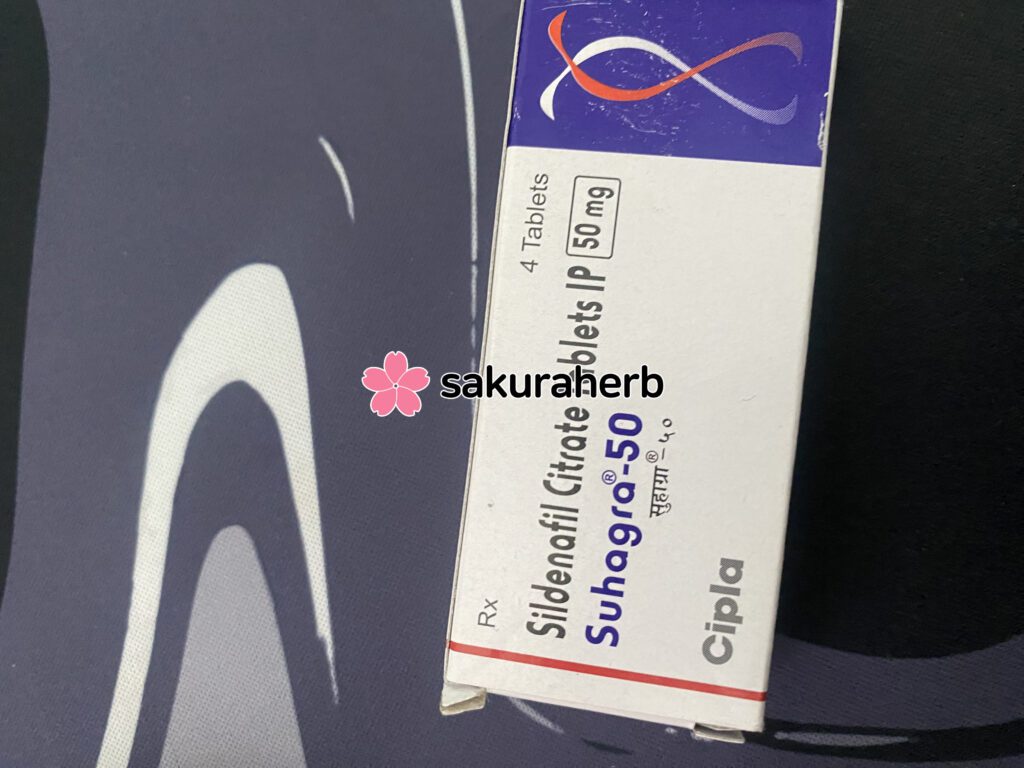 Rx
4 Tablets
Sildenafil Citrate Tablets IP 50 mg
Suhagra®-50
सुहाग्रा®-५०
Cipla
sakuraherb